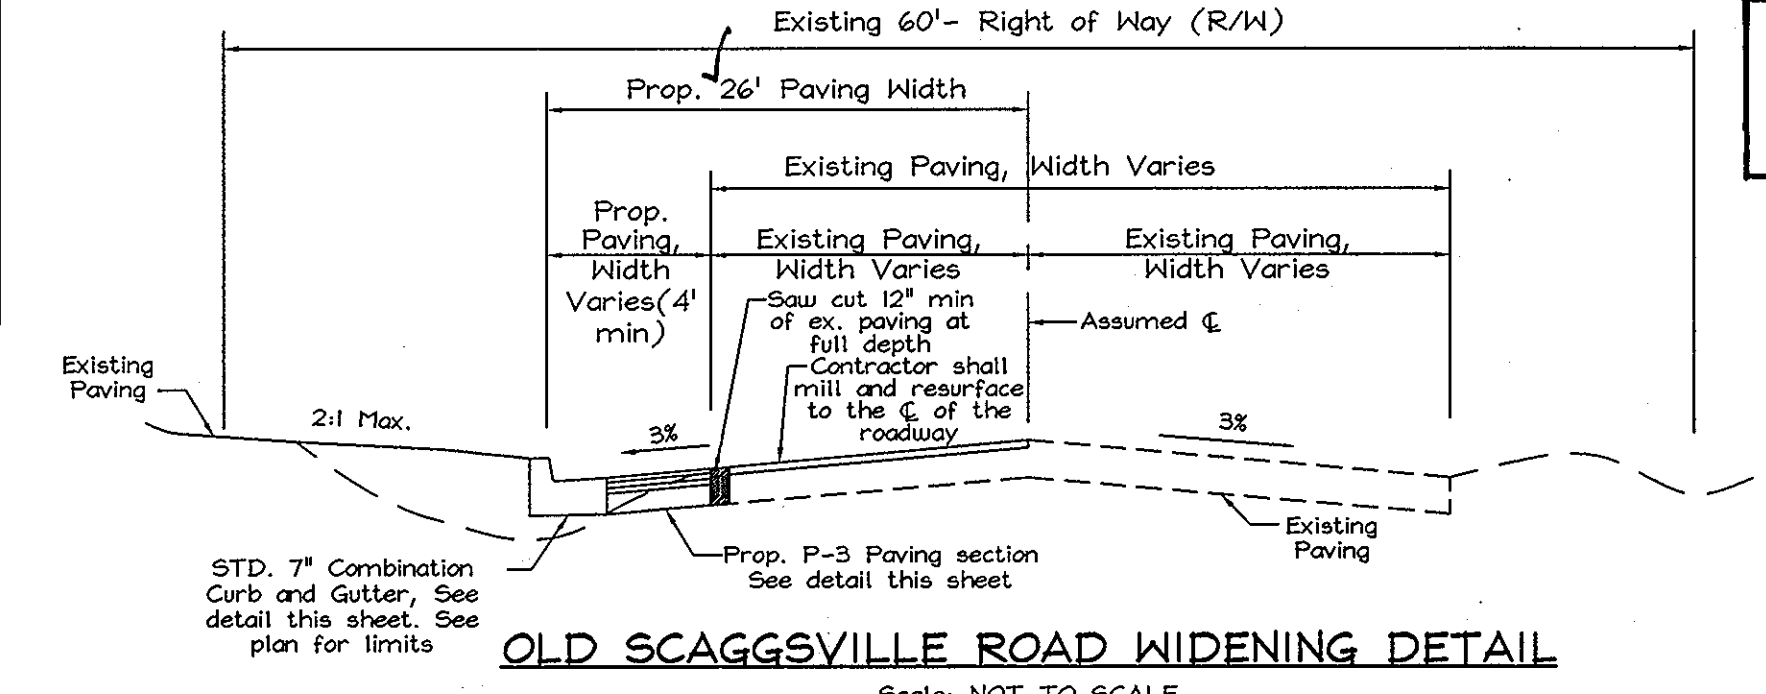 Existing 60'- Right of Way (R/W)
Prop. 26' Paving Width
Existing Paving, Width Varies
Prop.
Paving,
Width
Varies(4'
min)
Existing Paving,
Width Varies
Existing Paving,
Width Varies
Saw cut 12" min
of ex. paving at
full depth
Contractor shall
mill and resurface
to the ℄ of the
roadway
Assumed ℄
Existing
Paving
2:1 Max.
3%
3%
Existing
Paving
Prop. P-3 Paving section
See detail this sheet
STD. 7" Combination
Curb and Gutter, See
detail this sheet. See
plan for limits
OLD SCAGGSVILLE ROAD WIDENING DETAIL
Scale: NOT TO SCALE